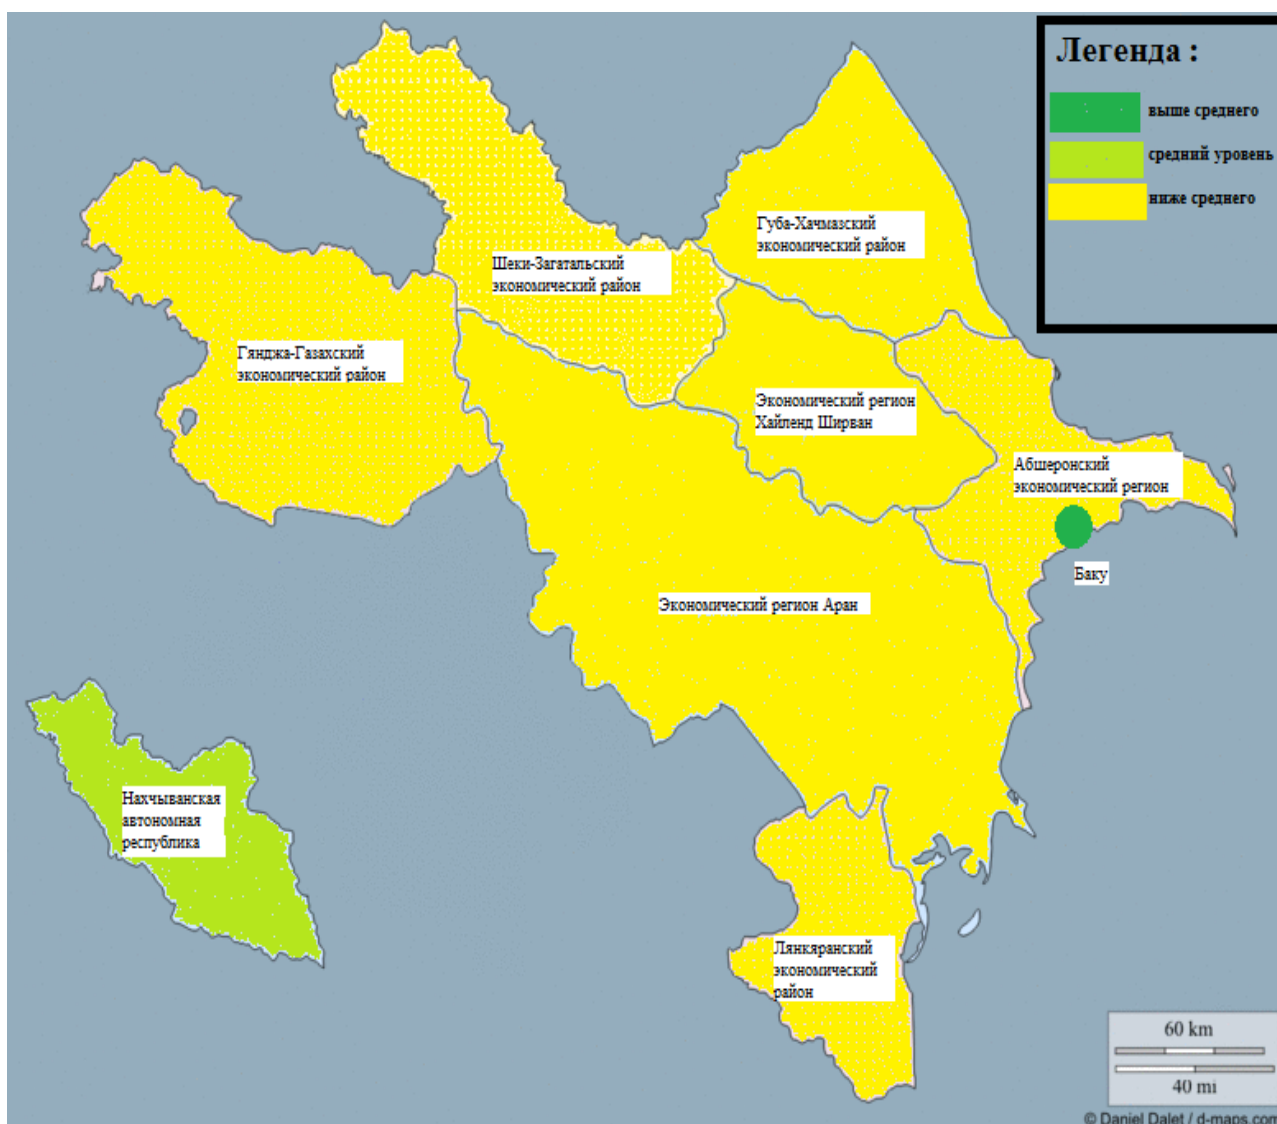 Легенда :
выше среднего
средний уровень
ниже среднего
Губа-Хачмазский
экономический район
Шеки-Загатальский
экономический район
Гянджа-Газахский
экономический район
Экономический регион
Хайленд Ширван
Абшеронский
экономический регион
Баку
Экономический регион Аран
Нахчыванская
автономная
республика
Лянкяранский
экономический
район
60 km
40 mi
© Daniel Dalet / d-maps.com